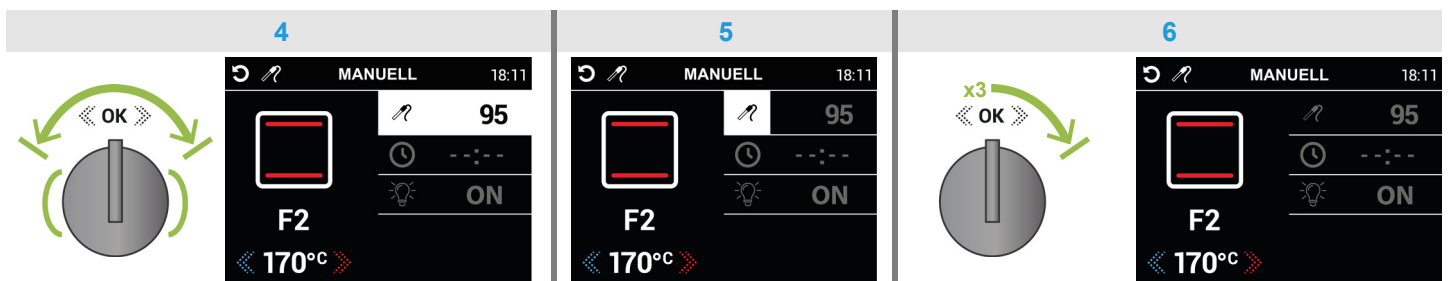 4
5
6
OK
MANUELL 18:11
95
--:--
ON
F2
170°C
MANUELL 18:11
95
--:--
ON
F2
170°C
x3
OK
MANUELL 18:11
95
--:--
ON
F2
170°C